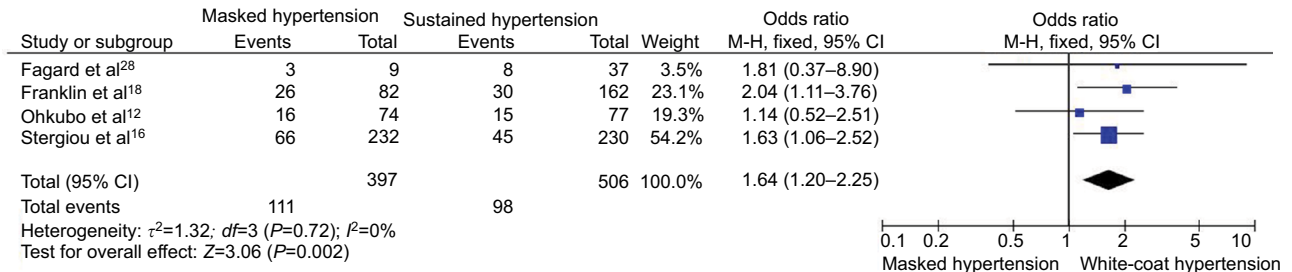 Masked hypertension Sustained hypertension Odds ratio Odds ratio
Study or subgroup Events Total Events Total Weight M-H, fixed, 95% CI M-H, fixed, 95% CI
Fagard et al28 3 9 8 37 3.5% 1.81 (0.37–8.90)
Franklin et al18 26 82 30 162 23.1% 2.04 (1.11–3.76)
Ohkubo et al12 16 74 15 77 19.3% 1.14 (0.52–2.51)
Stergiou et al16 66 232 45 230 54.2% 1.63 (1.06–2.52)
Total (95% CI) 397 506 100.0% 1.64 (1.20–2.25)
Total events 111 98
Heterogeneity: τ2=1.32; df=3 (P=0.72); I2=0%
Test for overall effect: Z=3.06 (P=0.002)
0.1 0.2 0.5 1 2 5 10
Masked hypertension White-coat hypertension